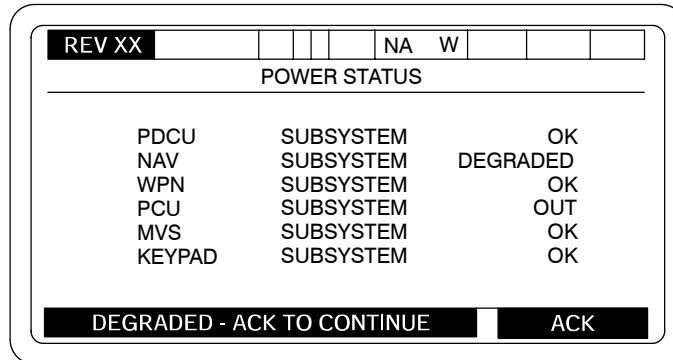 REV XX NA W
POWER STATUS
PDCU SUBSYSTEM OK
NAV SUBSYSTEM DEGRADED
WPN SUBSYSTEM OK
PCU SUBSYSTEM OUT
MVS SUBSYSTEM OK
KEYPAD SUBSYSTEM OK
DEGRADED - ACK TO CONTINUE ACK